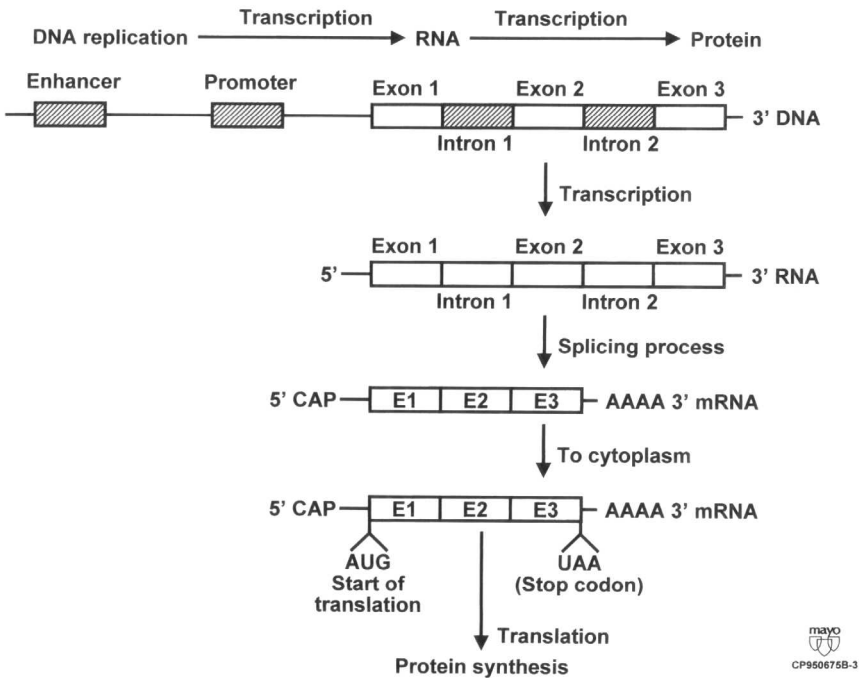 Transcription Transcription
DNA replication RNA Protein
Enhancer Promoter Exon 1 Exon 2 Exon 3
3’ DNA
Intron 1 Intron 2
Transcription
Exon 1 Exon 2 Exon 3
5’ 3’ RNA
Intron 1 Intron 2
Splicing process
5’ CAP E1 E2 E3 AAAA 3’ mRNA
To cytoplasm
5’ CAP E1 E2 E3 AAAA 3’ mRNA
AUG UAA
Start of (Stop codon)
translation
Translation
Protein synthesis
mayo
CP950675B-3